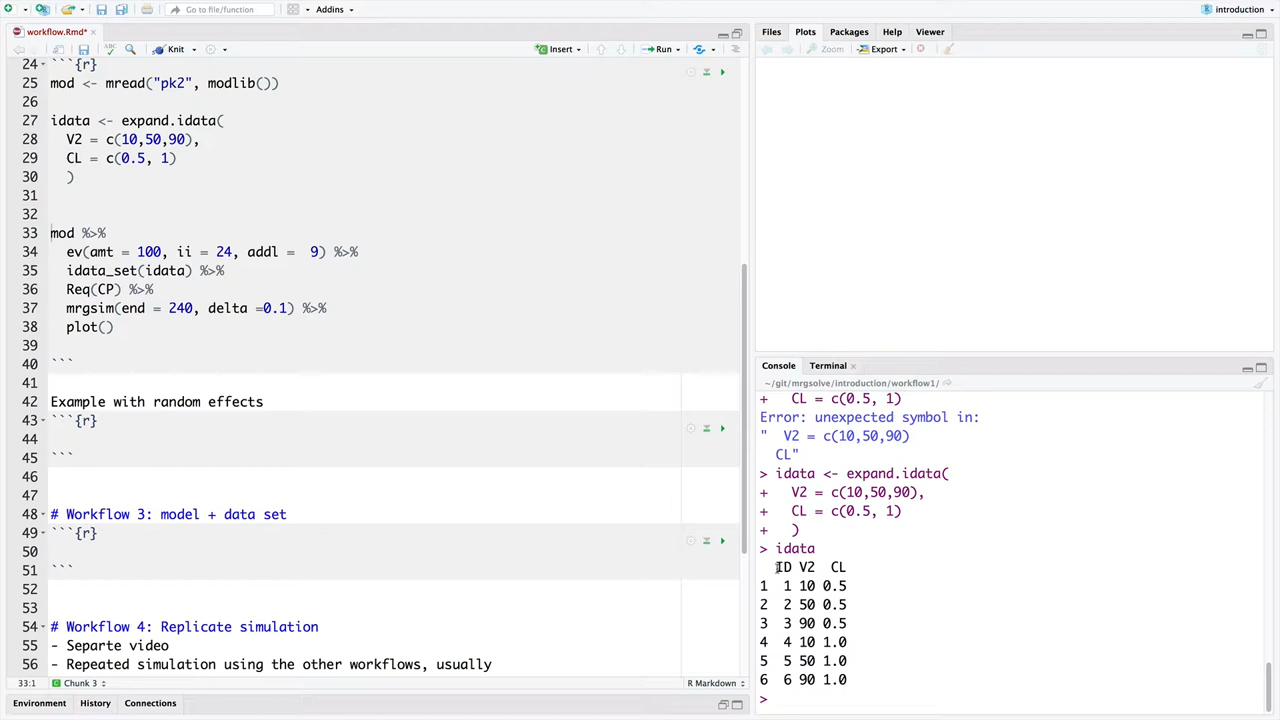 Go to file/function
Addins
introduction
workflow.Rmd*
Knit
Insert
Run
24 ```{r}
25 mod <- mread("pk2", modlib())
26
27 idata <- expand.idata(
28   V2 = c(10,50,90),
29   CL = c(0.5, 1)
30   )
31
32
33 mod %>%
34   ev(amt = 100, ii = 24, addl =  9) %>%
35   idata_set(idata) %>%
36   Req(CP) %>%
37   mrgsim(end = 240, delta =0.1) %>%
38   plot()
39
40 ```
41
42 Example with random effects
43 ```{r}
44
45 ```
46
47
48 # Workflow 3: model + data set
49 ```{r}
50
51 ```
52
53
54 # Workflow 4: Replicate simulation
55 - Separte video
56 - Repeated simulation using the other workflows, usually
33:1 Chunk 3 R Markdown
Environment History Connections
Files Plots Packages Help Viewer
Zoom Export
Console Terminal
~/git/mrgsolve/introduction/workflow1/
+   CL = c(0.5, 1)
Error: unexpected symbol in:
"  V2 = c(10,50,90)
  CL"
> idata <- expand.idata(
+   V2 = c(10,50,90),
+   CL = c(0.5, 1)
+   )
> idata
  ID V2  CL
1  1 10 0.5
2  2 50 0.5
3  3 90 0.5
4  4 10 1.0
5  5 50 1.0
6  6 90 1.0
>